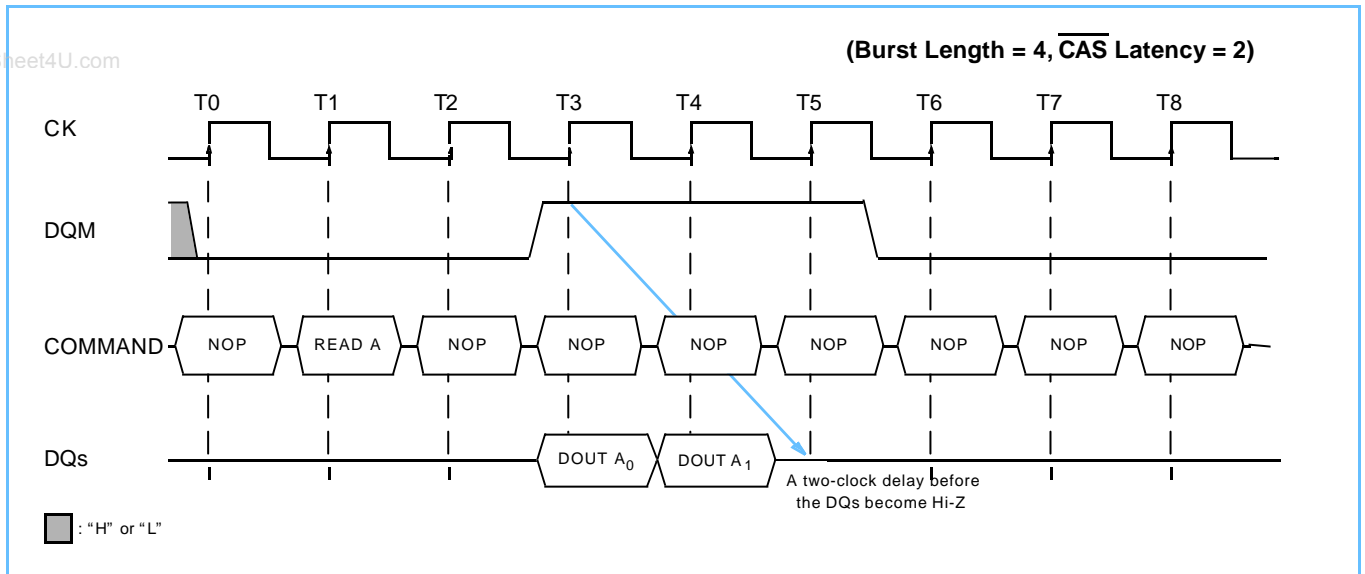 (Burst Length = 4, CAS Latency = 2)
heet4U.com
T0 T1 T2 T3 T4 T5 T6 T7 T8
CK
DQM
COMMAND NOP READ A NOP NOP NOP NOP NOP NOP NOP
DQs DOUT A0 DOUT A1
A two-clock delay before
the DQs become Hi-Z
: “H” or “L”